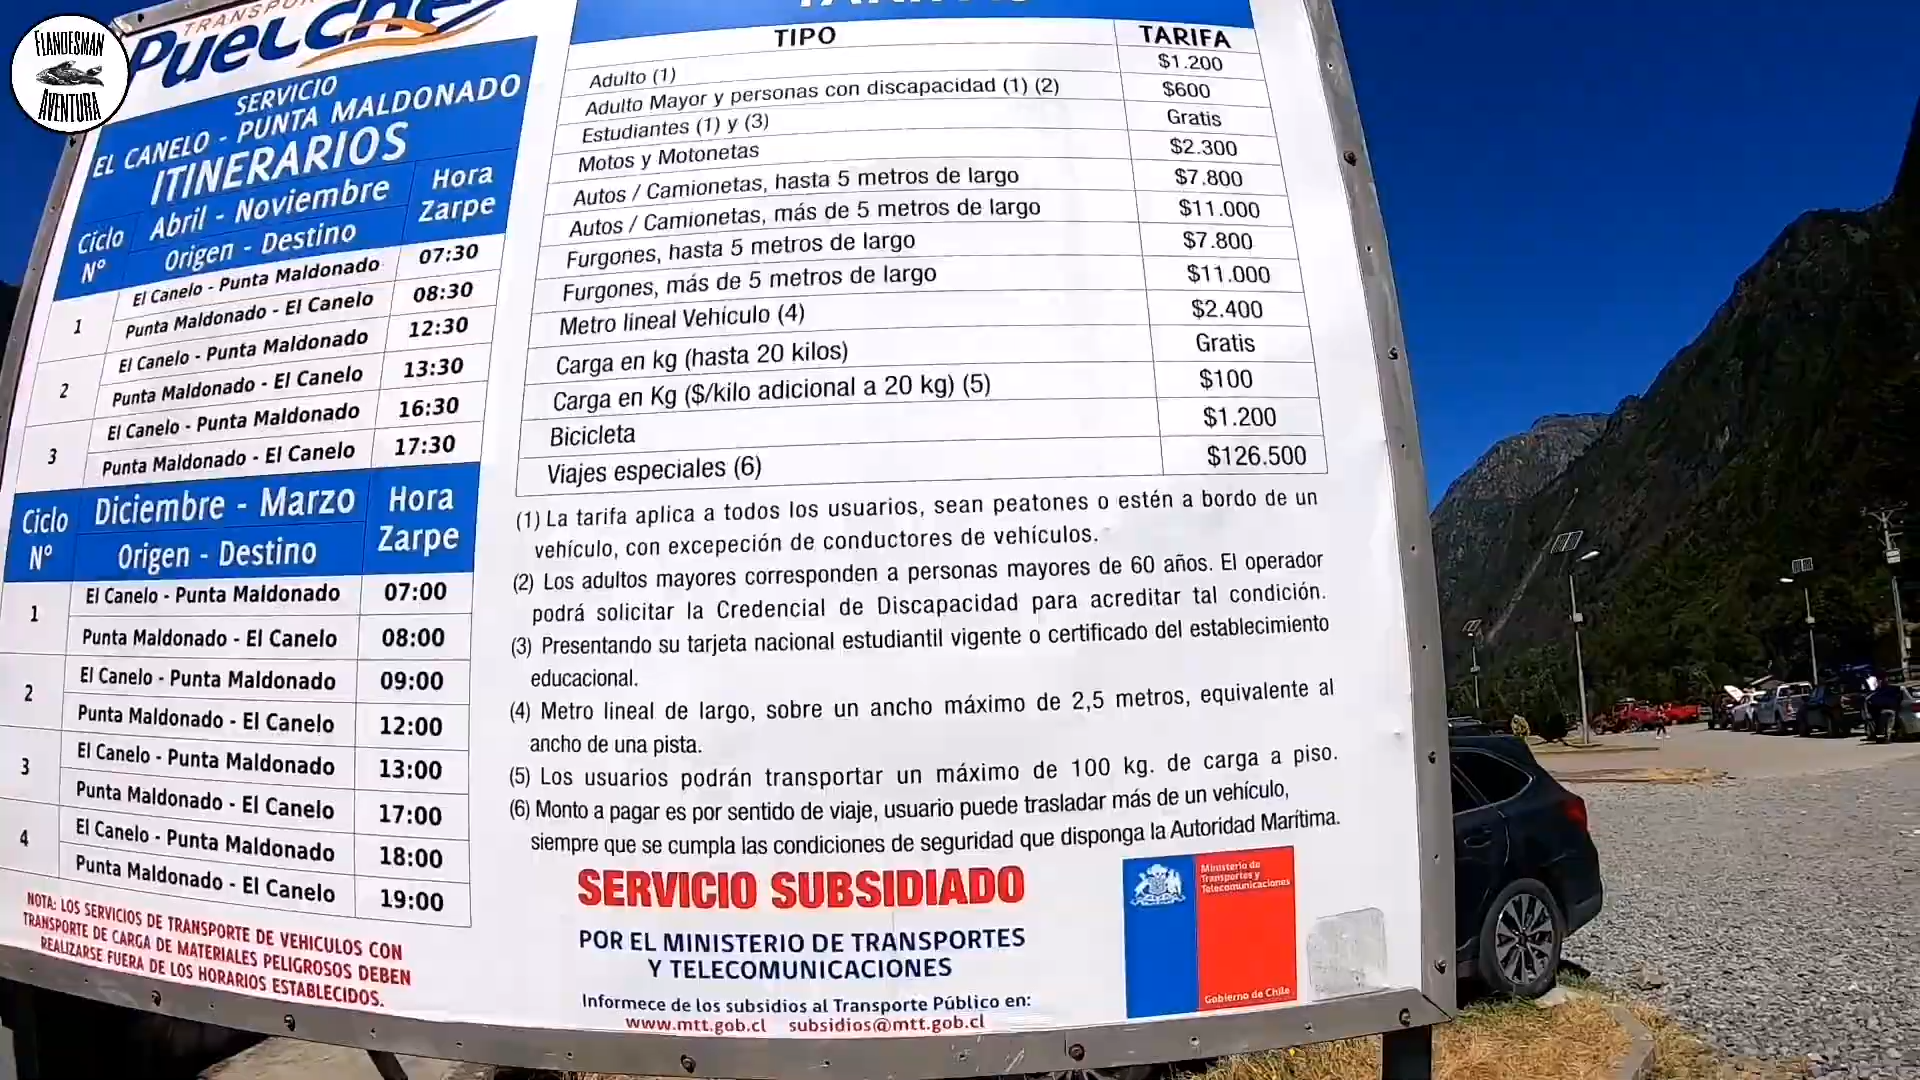 FLANDESMAN
AVENTURA
Puelche
SERVICIO
EL CANELO - PUNTA MALDONADO
ITINERARIOS
Ciclo N° Abril - Noviembre Hora Zarpe
Origen - Destino
1 El Canelo - Punta Maldonado 07:30
Punta Maldonado - El Canelo 08:30
2 El Canelo - Punta Maldonado 12:30
Punta Maldonado - El Canelo 13:30
3 El Canelo - Punta Maldonado 16:30
Punta Maldonado - El Canelo 17:30
Ciclo N° Diciembre - Marzo Hora Zarpe
Origen - Destino
1 El Canelo - Punta Maldonado 07:00
Punta Maldonado - El Canelo 08:00
2 El Canelo - Punta Maldonado 09:00
Punta Maldonado - El Canelo 12:00
3 El Canelo - Punta Maldonado 13:00
Punta Maldonado - El Canelo 17:00
4 El Canelo - Punta Maldonado 18:00
Punta Maldonado - El Canelo 19:00
NOTA: LOS SERVICIOS DE TRANSPORTE DE VEHICULOS CON
TRANSPORTE DE CARGA DE MATERIALES PELIGROSOS DEBEN
REALIZARSE FUERA DE LOS HORARIOS ESTABLECIDOS.
TIPO TARIFA
Adulto (1) $1.200
Adulto Mayor y personas con discapacidad (1) (2) $600
Estudiantes (1) y (3) Gratis
Motos y Motonetas $2.300
Autos / Camionetas, hasta 5 metros de largo $7.800
Autos / Camionetas, más de 5 metros de largo $11.000
Furgones, hasta 5 metros de largo $7.800
Furgones, más de 5 metros de largo $11.000
Metro lineal Vehículo (4) $2.400
Carga en kg (hasta 20 kilos) Gratis
Carga en Kg ($/kilo adicional a 20 kg) (5) $100
Bicicleta $1.200
Viajes especiales (6) $126.500
(1) La tarifa aplica a todos los usuarios, sean peatones o estén a bordo de un
vehículo, con excepeción de conductores de vehículos.
(2) Los adultos mayores corresponden a personas mayores de 60 años. El operador
podrá solicitar la Credencial de Discapacidad para acreditar tal condición.
(3) Presentando su tarjeta nacional estudiantil vigente o certificado del establecimiento
educacional.
(4) Metro lineal de largo, sobre un ancho máximo de 2,5 metros, equivalente al
ancho de una pista.
(5) Los usuarios podrán transportar un máximo de 100 kg. de carga a piso.
(6) Monto a pagar es por sentido de viaje, usuario puede trasladar más de un vehículo,
siempre que se cumpla las condiciones de seguridad que disponga la Autoridad Marítima.
SERVICIO SUBSIDIADO
POR EL MINISTERIO DE TRANSPORTES
Y TELECOMUNICACIONES
Informece de los subsidios al Transporte Público en:
www.mtt.gob.cl subsidios@mtt.gob.cl
Ministerio de
Transportes y
Telecomunicaciones
Gobierno de Chile